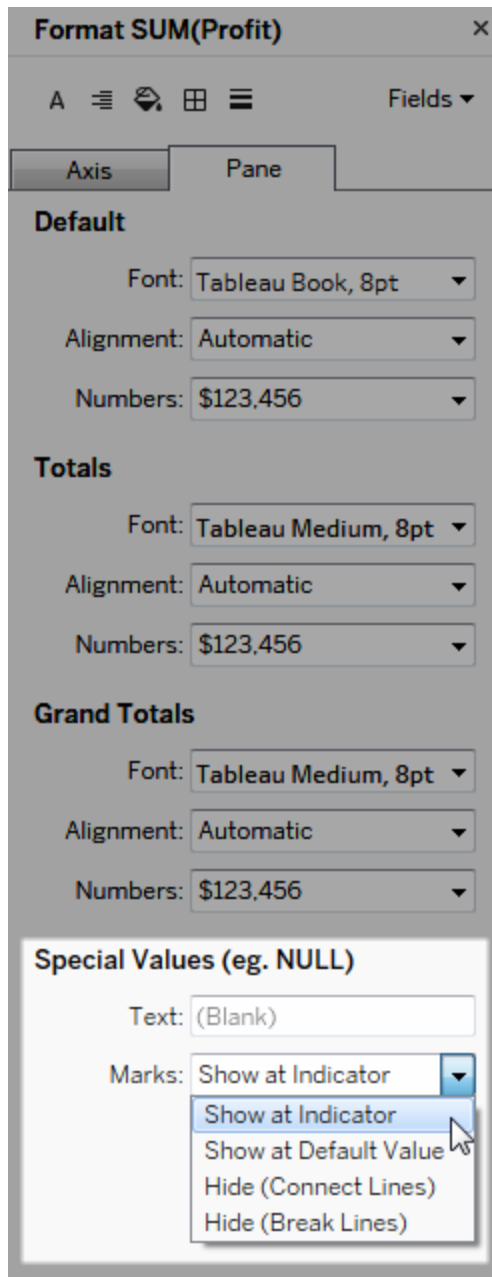 Format SUM(Profit) ×
A Fields
Axis Pane
Default
Font: Tableau Book, 8pt
Alignment: Automatic
Numbers: $123,456
Totals
Font: Tableau Medium, 8pt
Alignment: Automatic
Numbers: $123,456
Grand Totals
Font: Tableau Medium, 8pt
Alignment: Automatic
Numbers: $123,456
Special Values (eg. NULL)
Text: (Blank)
Marks: Show at Indicator
Show at Indicator
Show at Default Value
Hide (Connect Lines)
Hide (Break Lines)